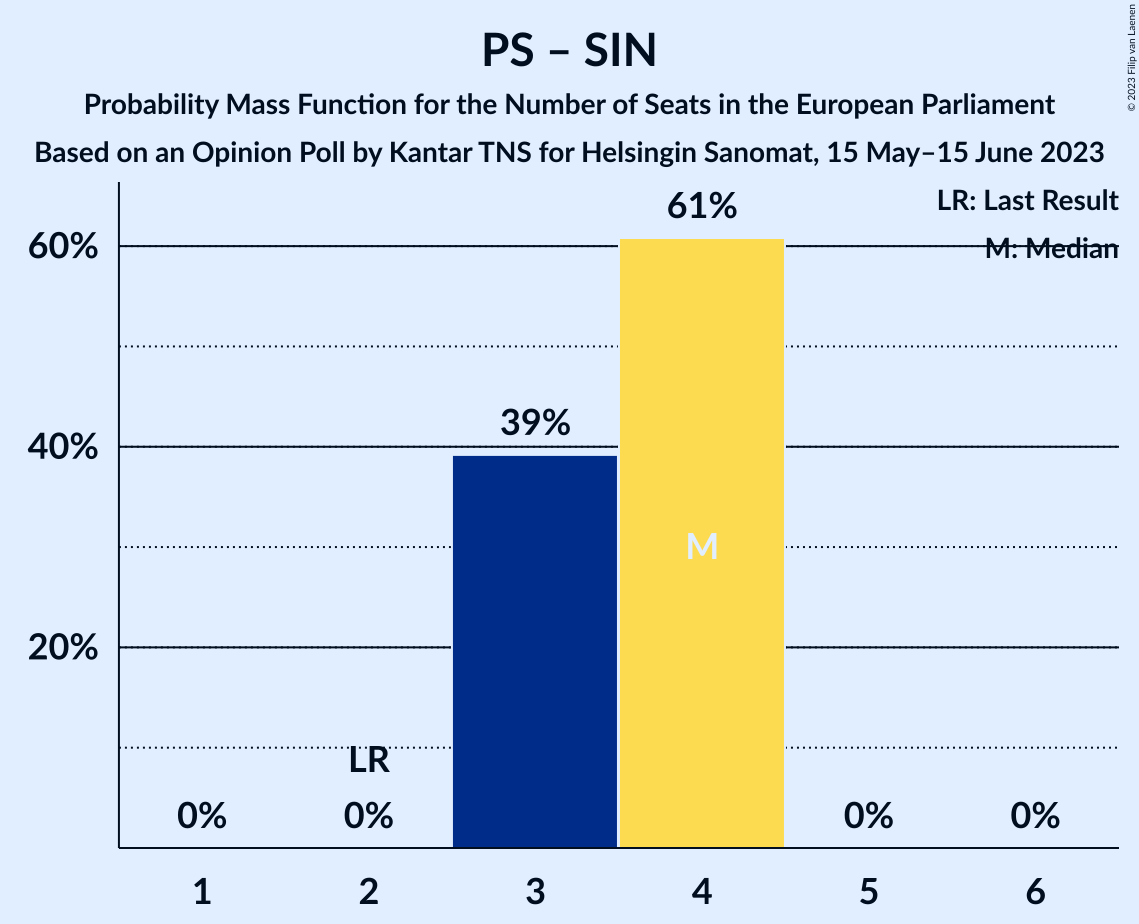 PS – SIN
Probability Mass Function for the Number of Seats in the European Parliament
Based on an Opinion Poll by Kantar TNS for Helsingin Sanomat, 15 May–15 June 2023
© 2023 Filip van Laenen
LR: Last Result
M: Median
60%
40%
20%
61%
39%
M
LR
0%
0%
0%
0%
1
2
3
4
5
6